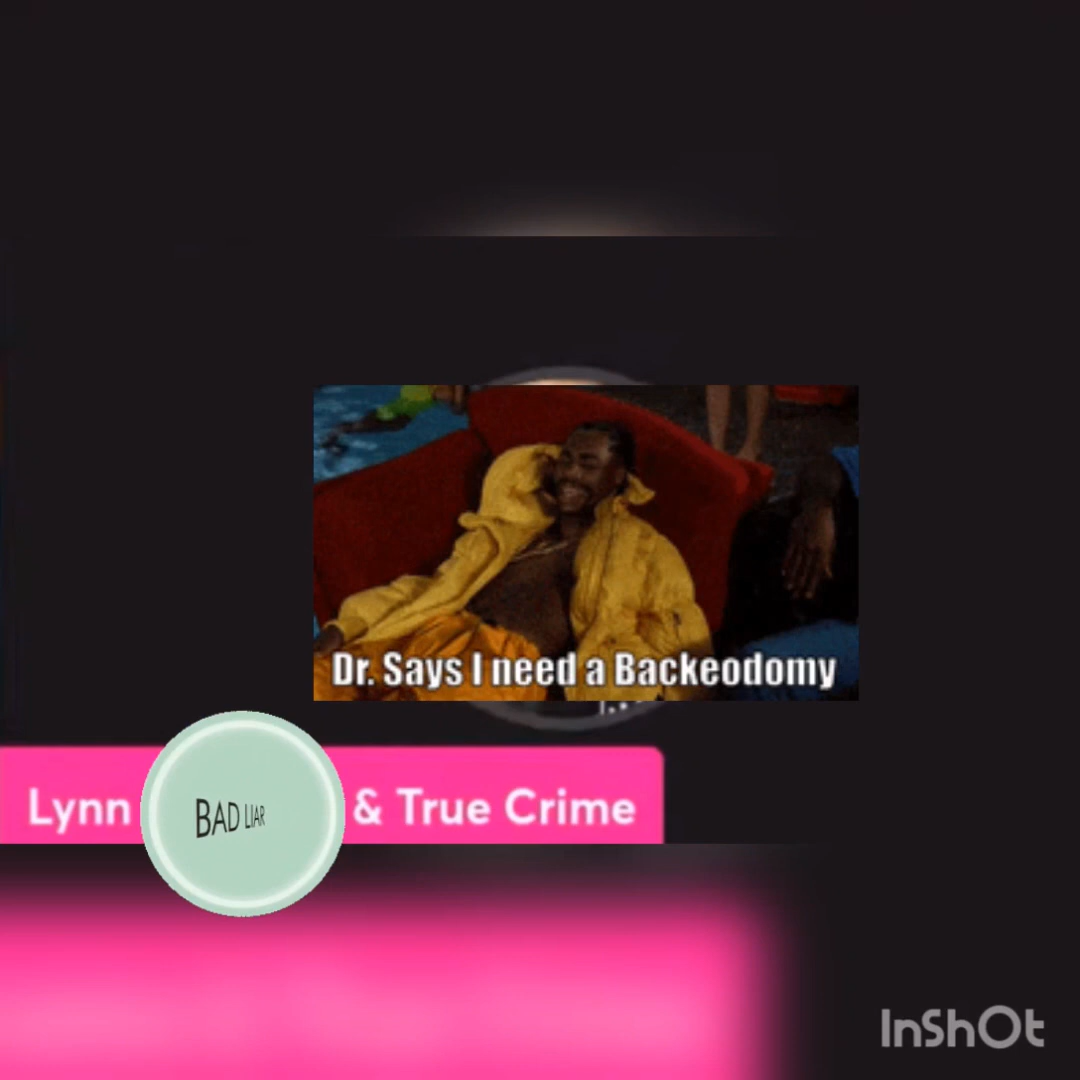 Dr. Says I need a Backeodomy
Lynn
BAD LIAR
& True Crime
InShOt